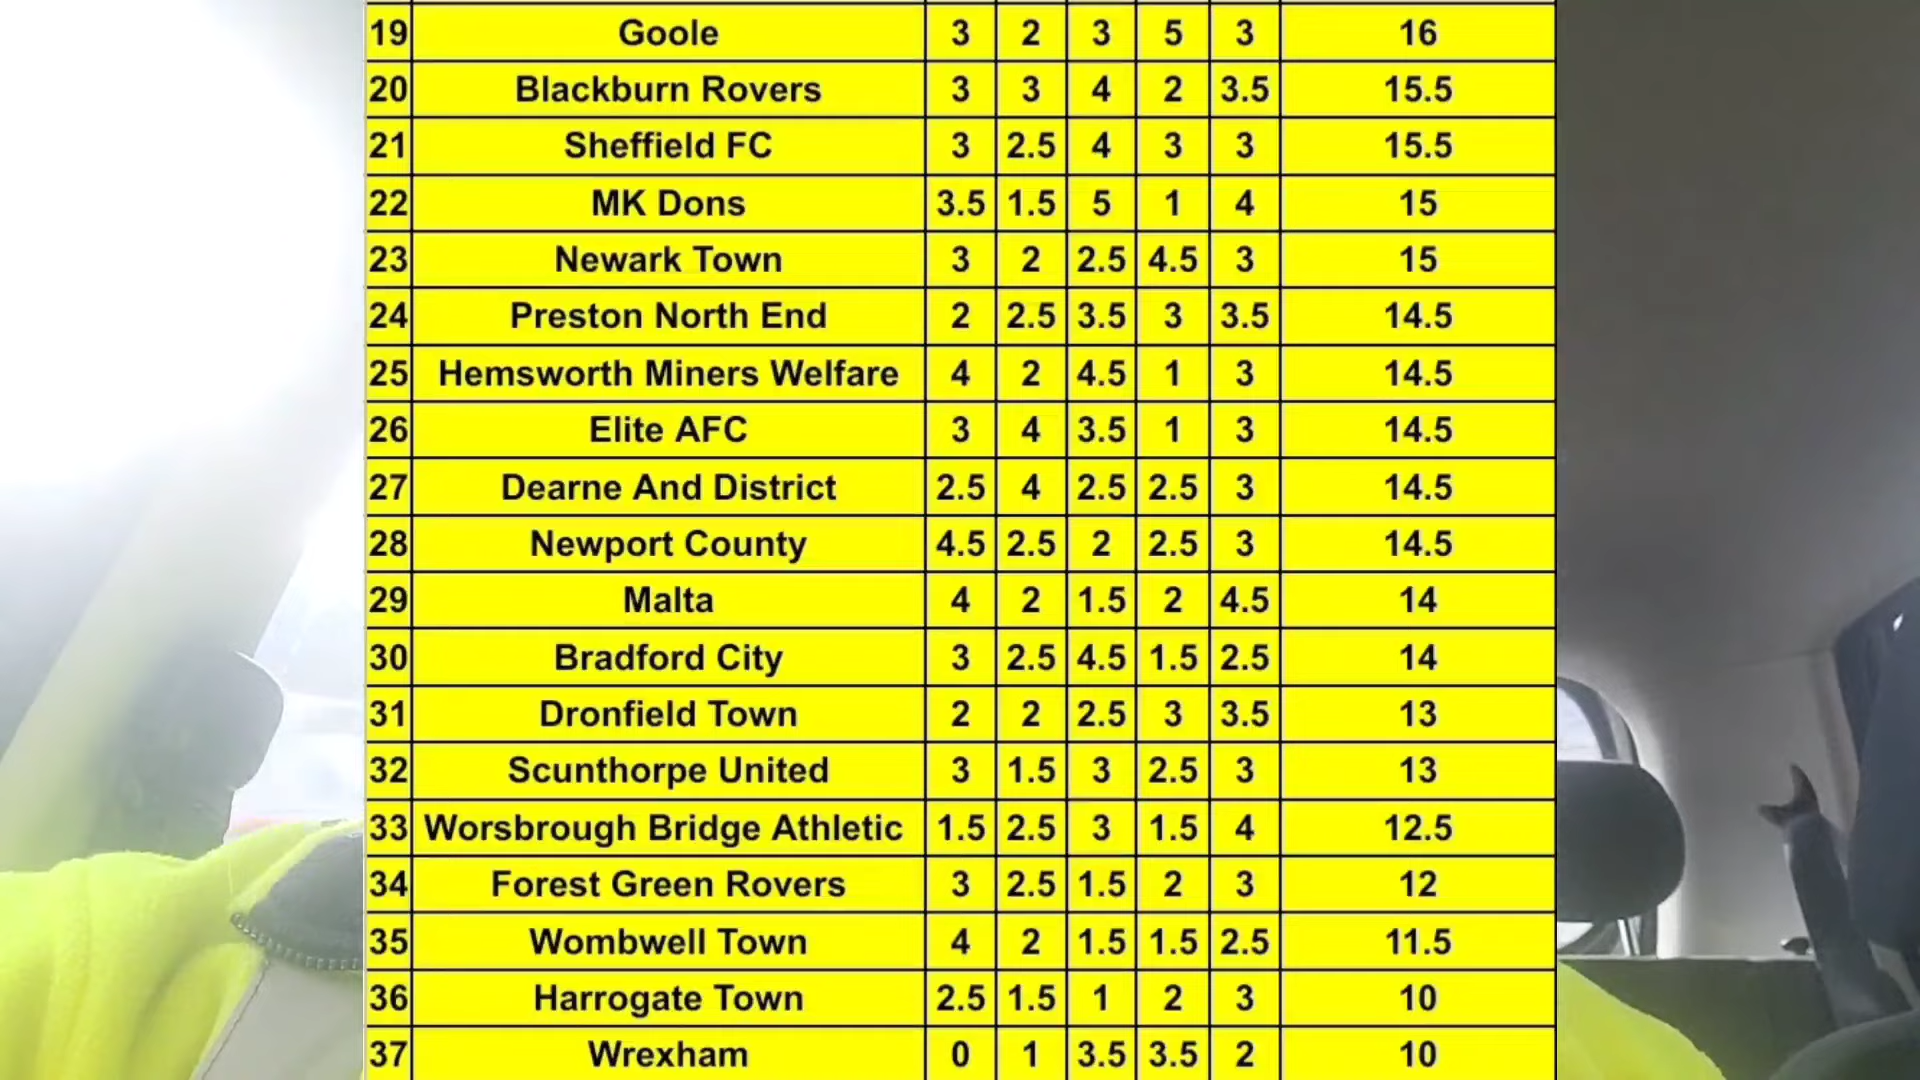 19 Goole 3 2 3 5 3 16
20 Blackburn Rovers 3 3 4 2 3.5 15.5
21 Sheffield FC 3 2.5 4 3 3 15.5
22 MK Dons 3.5 1.5 5 1 4 15
23 Newark Town 3 2 2.5 4.5 3 15
24 Preston North End 2 2.5 3.5 3 3.5 14.5
25 Hemsworth Miners Welfare 4 2 4.5 1 3 14.5
26 Elite AFC 3 4 3.5 1 3 14.5
27 Dearne And District 2.5 4 2.5 2.5 3 14.5
28 Newport County 4.5 2.5 2 2.5 3 14.5
29 Malta 4 2 1.5 2 4.5 14
30 Bradford City 3 2.5 4.5 1.5 2.5 14
31 Dronfield Town 2 2 2.5 3 3.5 13
32 Scunthorpe United 3 1.5 3 2.5 3 13
33 Worsbrough Bridge Athletic 1.5 2.5 3 1.5 4 12.5
34 Forest Green Rovers 3 2.5 1.5 2 3 12
35 Wombwell Town 4 2 1.5 1.5 2.5 11.5
36 Harrogate Town 2.5 1.5 1 2 3 10
37 Wrexham 0 1 3.5 3.5 2 10